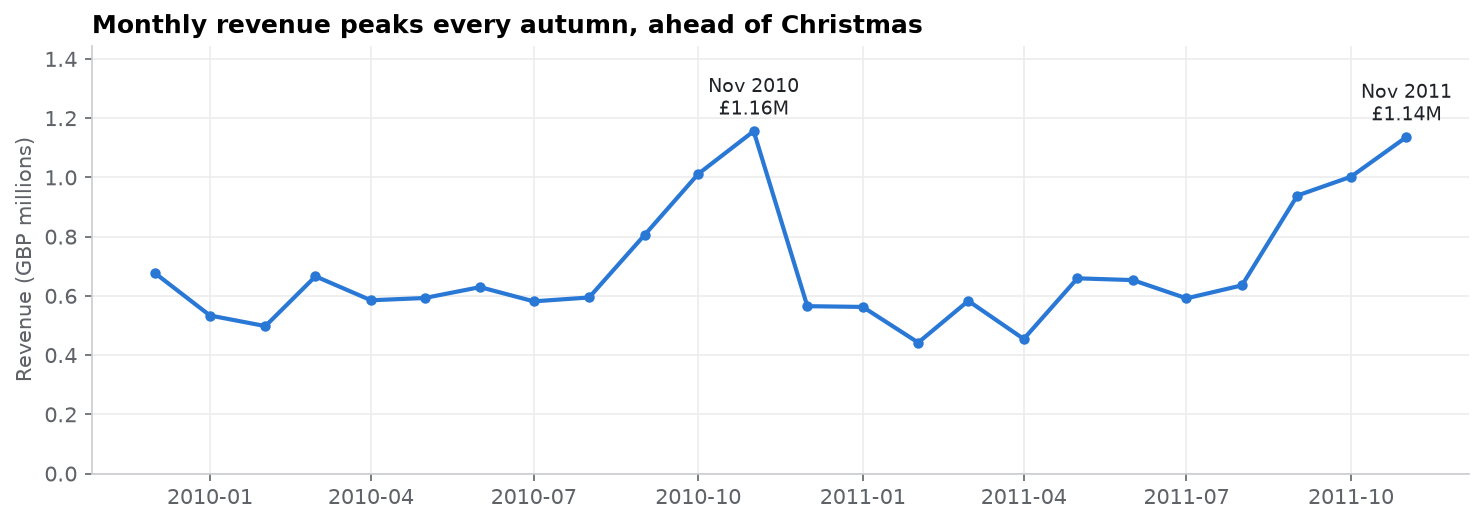 Monthly revenue peaks every autumn, ahead of Christmas
Revenue (GBP millions)
1.4
1.2
1.0
0.8
0.6
0.4
0.2
0.0
Nov 2010
£1.16M
Nov 2011
£1.14M
2010-01
2010-04
2010-07
2010-10
2011-01
2011-04
2011-07
2011-10